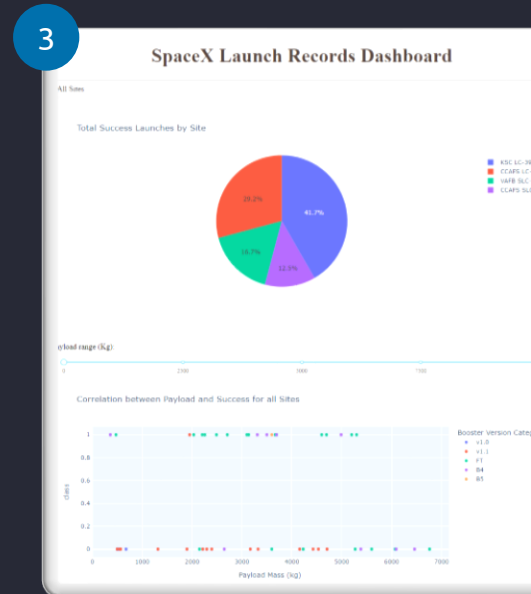 3
SpaceX Launch Records Dashboard
All Sites
Total Success Launches by Site
KSC LC-39
CCAFS LC-
VAFB SLC
CCAFS SL
29.2%
41.7%
16.7%
12.5%
ayload range (Kg)
0 2500 5000 7500
Correlation between Payload and Success for all Sites
Booster Version Categ
v1.0
v1.1
FT
B4
B5
1
0.8
0.6
0.4
0.2
0
class
0 1000 2000 3000 4000 5000 6000 7000
Payload Mass (kg)